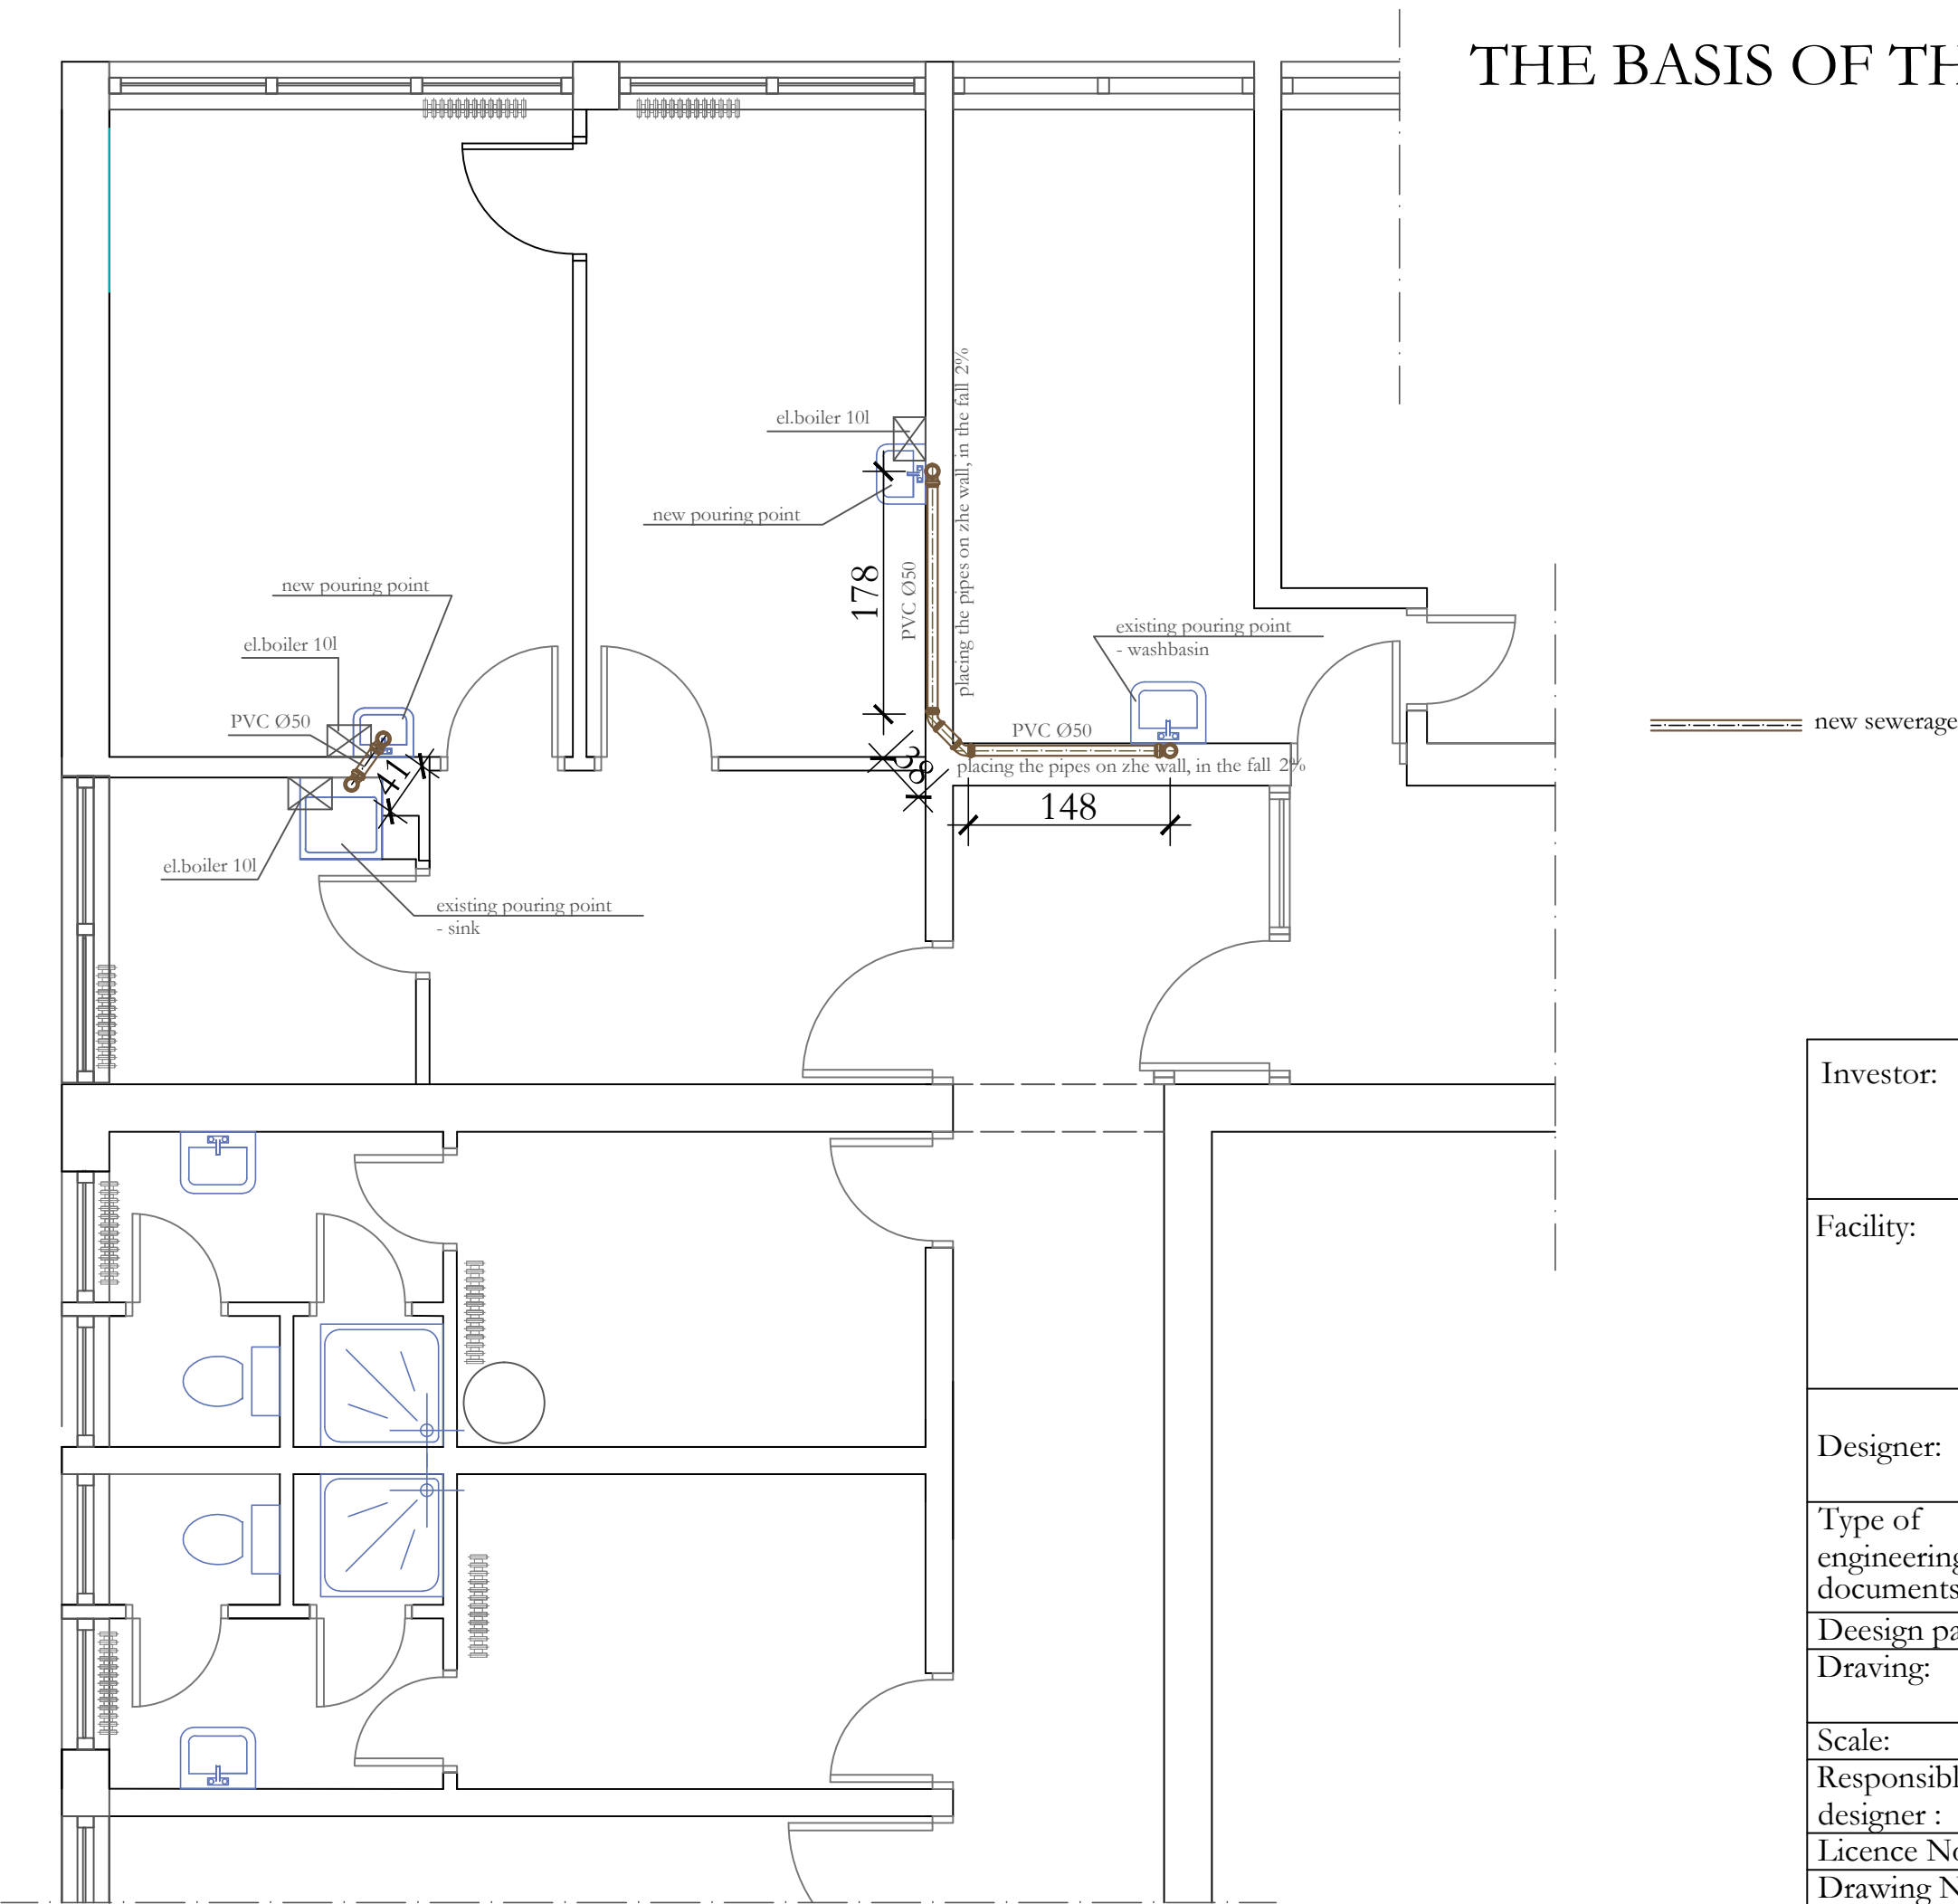 THE BASIS OF TH
el.boiler 10l
new pouring point
178
PVC Ø50
placing the pipes on zhe wall, in the fall 2%
new pouring point
el.boiler 10l
PVC Ø50
41
el.boiler 10l
existing pouring point
- sink
existing pouring point
- washbasin
PVC Ø50
placing the pipes on zhe wall, in the fall 2%
38
148
new sewerage
Investor:
Facility:
Designer:
Type of
engineering
documents
Deesign pa
Draving:
Scale:
Responsibl
designer :
Licence No
Drawing N